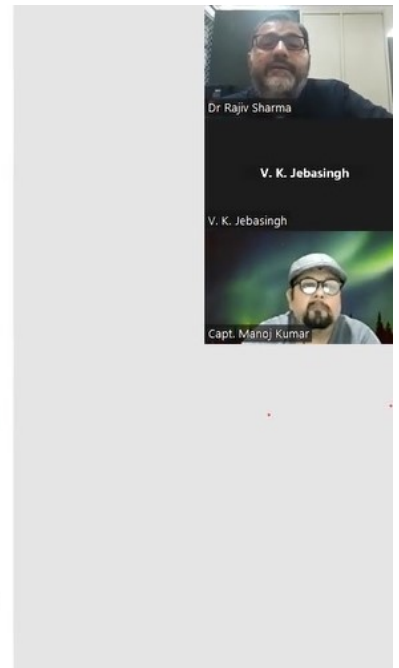 Dr Rajiv Sharma
V. K. Jebasingh
V. K. Jebasingh
Capt. Manoj Kumar